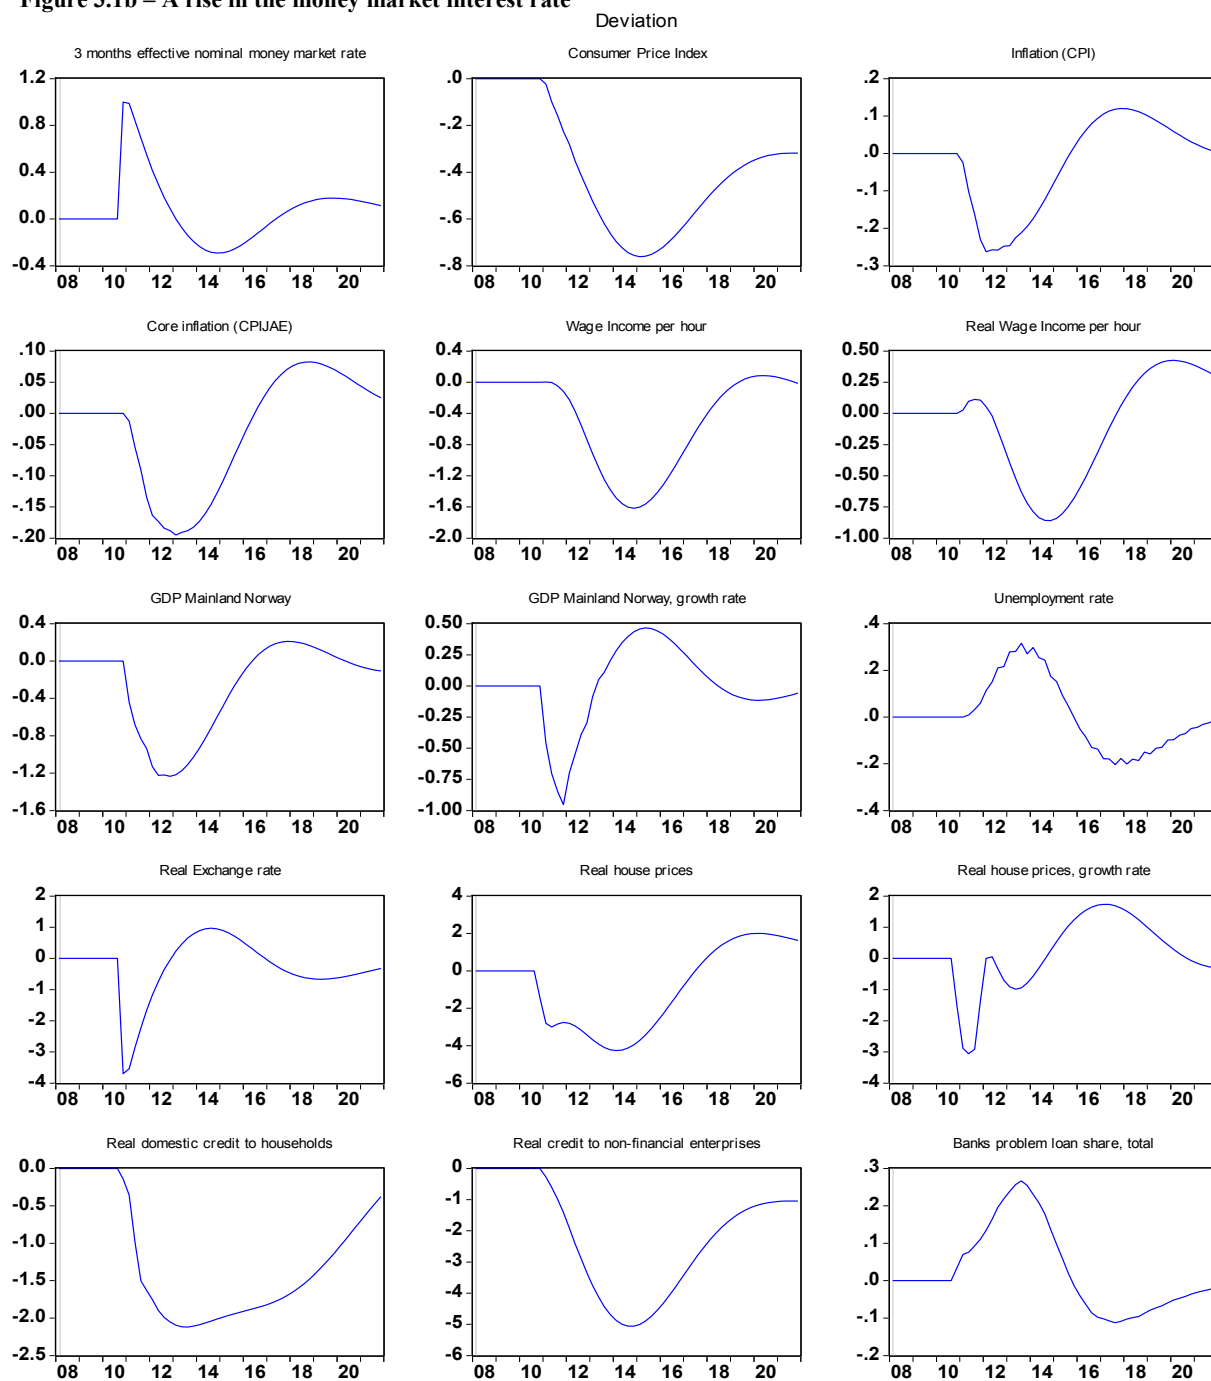 Figure 3.1b – A rise in the money market interest rate
Deviation
3 months effective nominal money market rate
Consumer Price Index
Inflation (CPI)
1.2 0.8 0.4 0.0 -0.4
.0 -.2 -.4 -.6 -.8
.2 .1 .0 -.1 -.2 -.3
08 10 12 14 16 18 20
08 10 12 14 16 18 20
08 10 12 14 16 18 20
Core inflation (CPIJAE)
Wage Income per hour
Real Wage Income per hour
.10 .05 .00 -.05 -.10 -.15 -.20
0.4 0.0 -0.4 -0.8 -1.2 -1.6 -2.0
0.50 0.25 0.00 -0.25 -0.50 -0.75 -1.00
08 10 12 14 16 18 20
08 10 12 14 16 18 20
08 10 12 14 16 18 20
GDP Mainland Norway
GDP Mainland Norway, growth rate
Unemployment rate
0.4 0.0 -0.4 -0.8 -1.2 -1.6
0.50 0.25 0.00 -0.25 -0.50 -0.75 -1.00
.4 .2 .0 -.2 -.4
08 10 12 14 16 18 20
08 10 12 14 16 18 20
08 10 12 14 16 18 20
Real Exchange rate
Real house prices
Real house prices, growth rate
2 1 0 -1 -2 -3 -4
4 2 0 -2 -4 -6
2 1 0 -1 -2 -3 -4
08 10 12 14 16 18 20
08 10 12 14 16 18 20
08 10 12 14 16 18 20
Real domestic credit to households
Real credit to non-financial enterprises
Banks problem loan share, total
0.0 -0.5 -1.0 -1.5 -2.0 -2.5
0 -1 -2 -3 -4 -5 -6
.3 .2 .1 .0 -.1 -.2
08 10 12 14 16 18 20
08 10 12 14 16 18 20
08 10 12 14 16 18 20